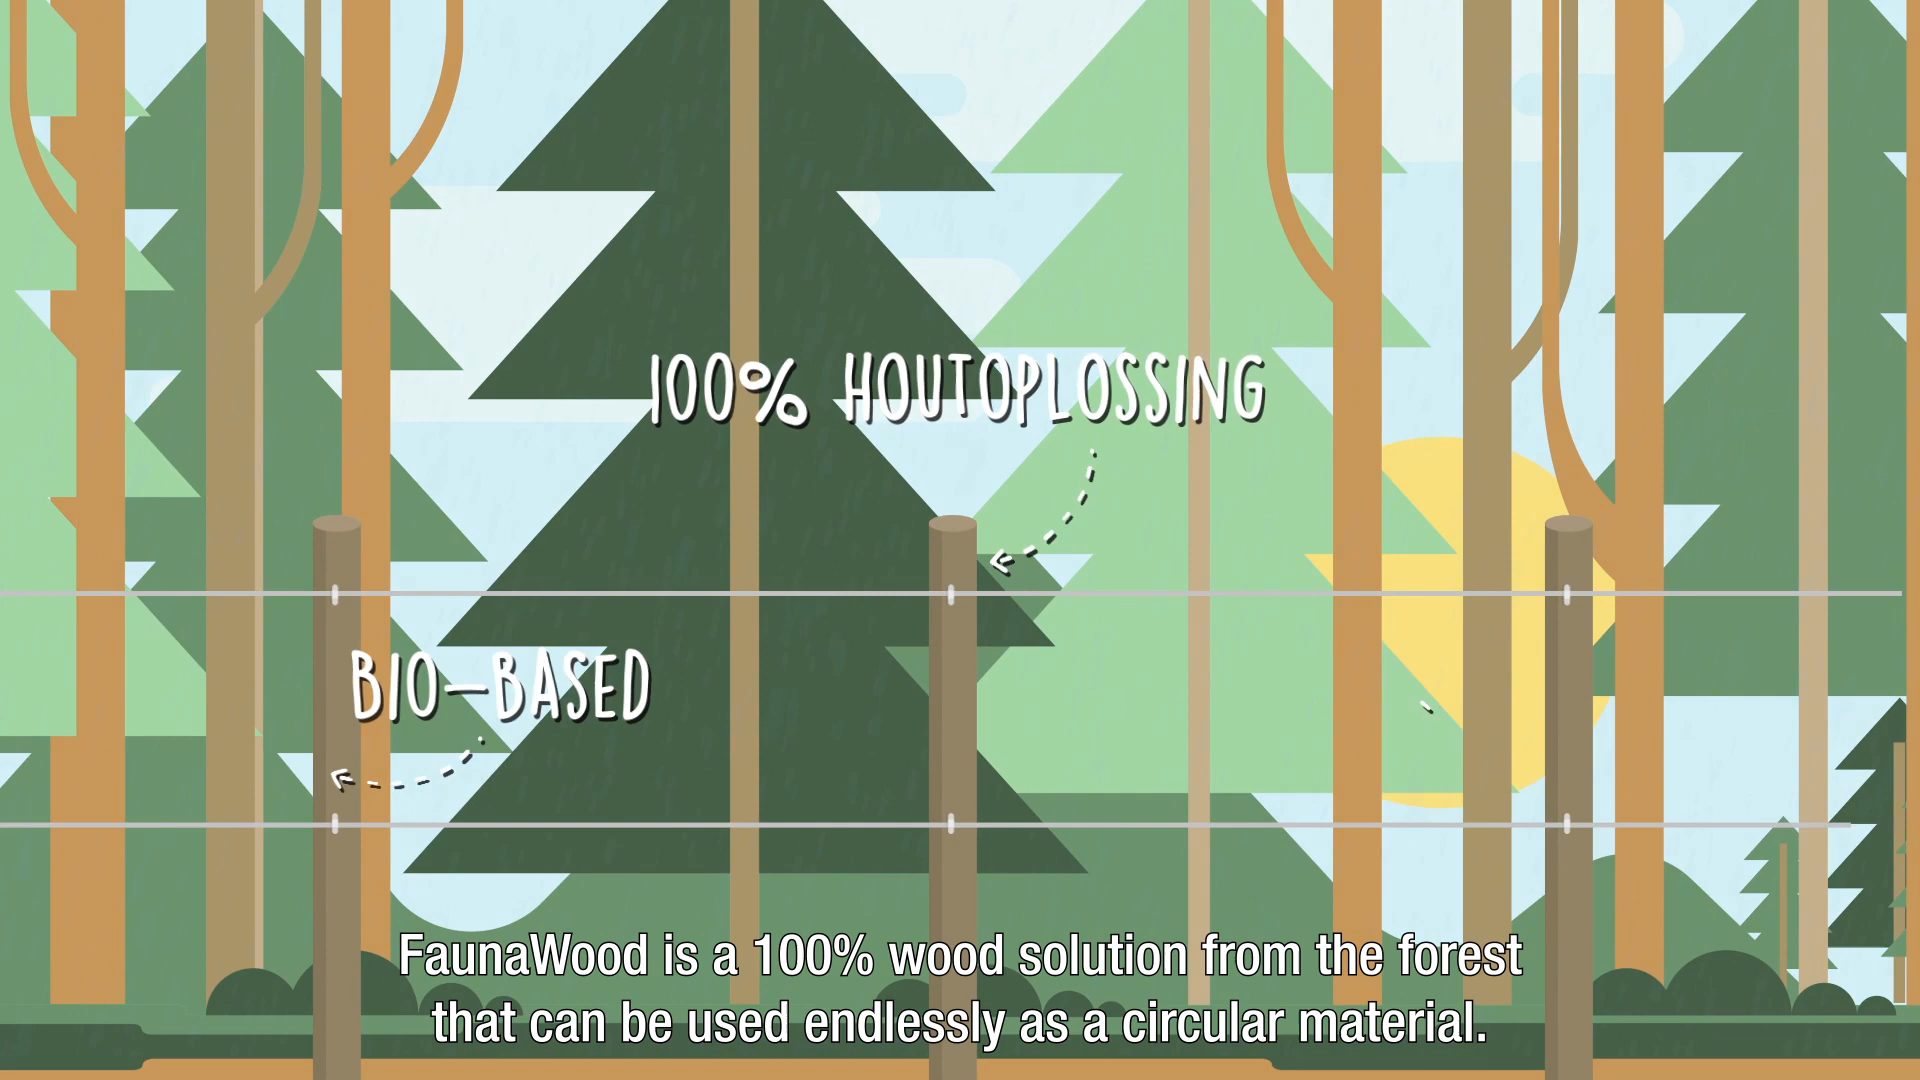 100% HOUTOPLOSSING
BIO-BASED
FaunaWood is a 100% wood solution from the forest
that can be used endlessly as a circular material.